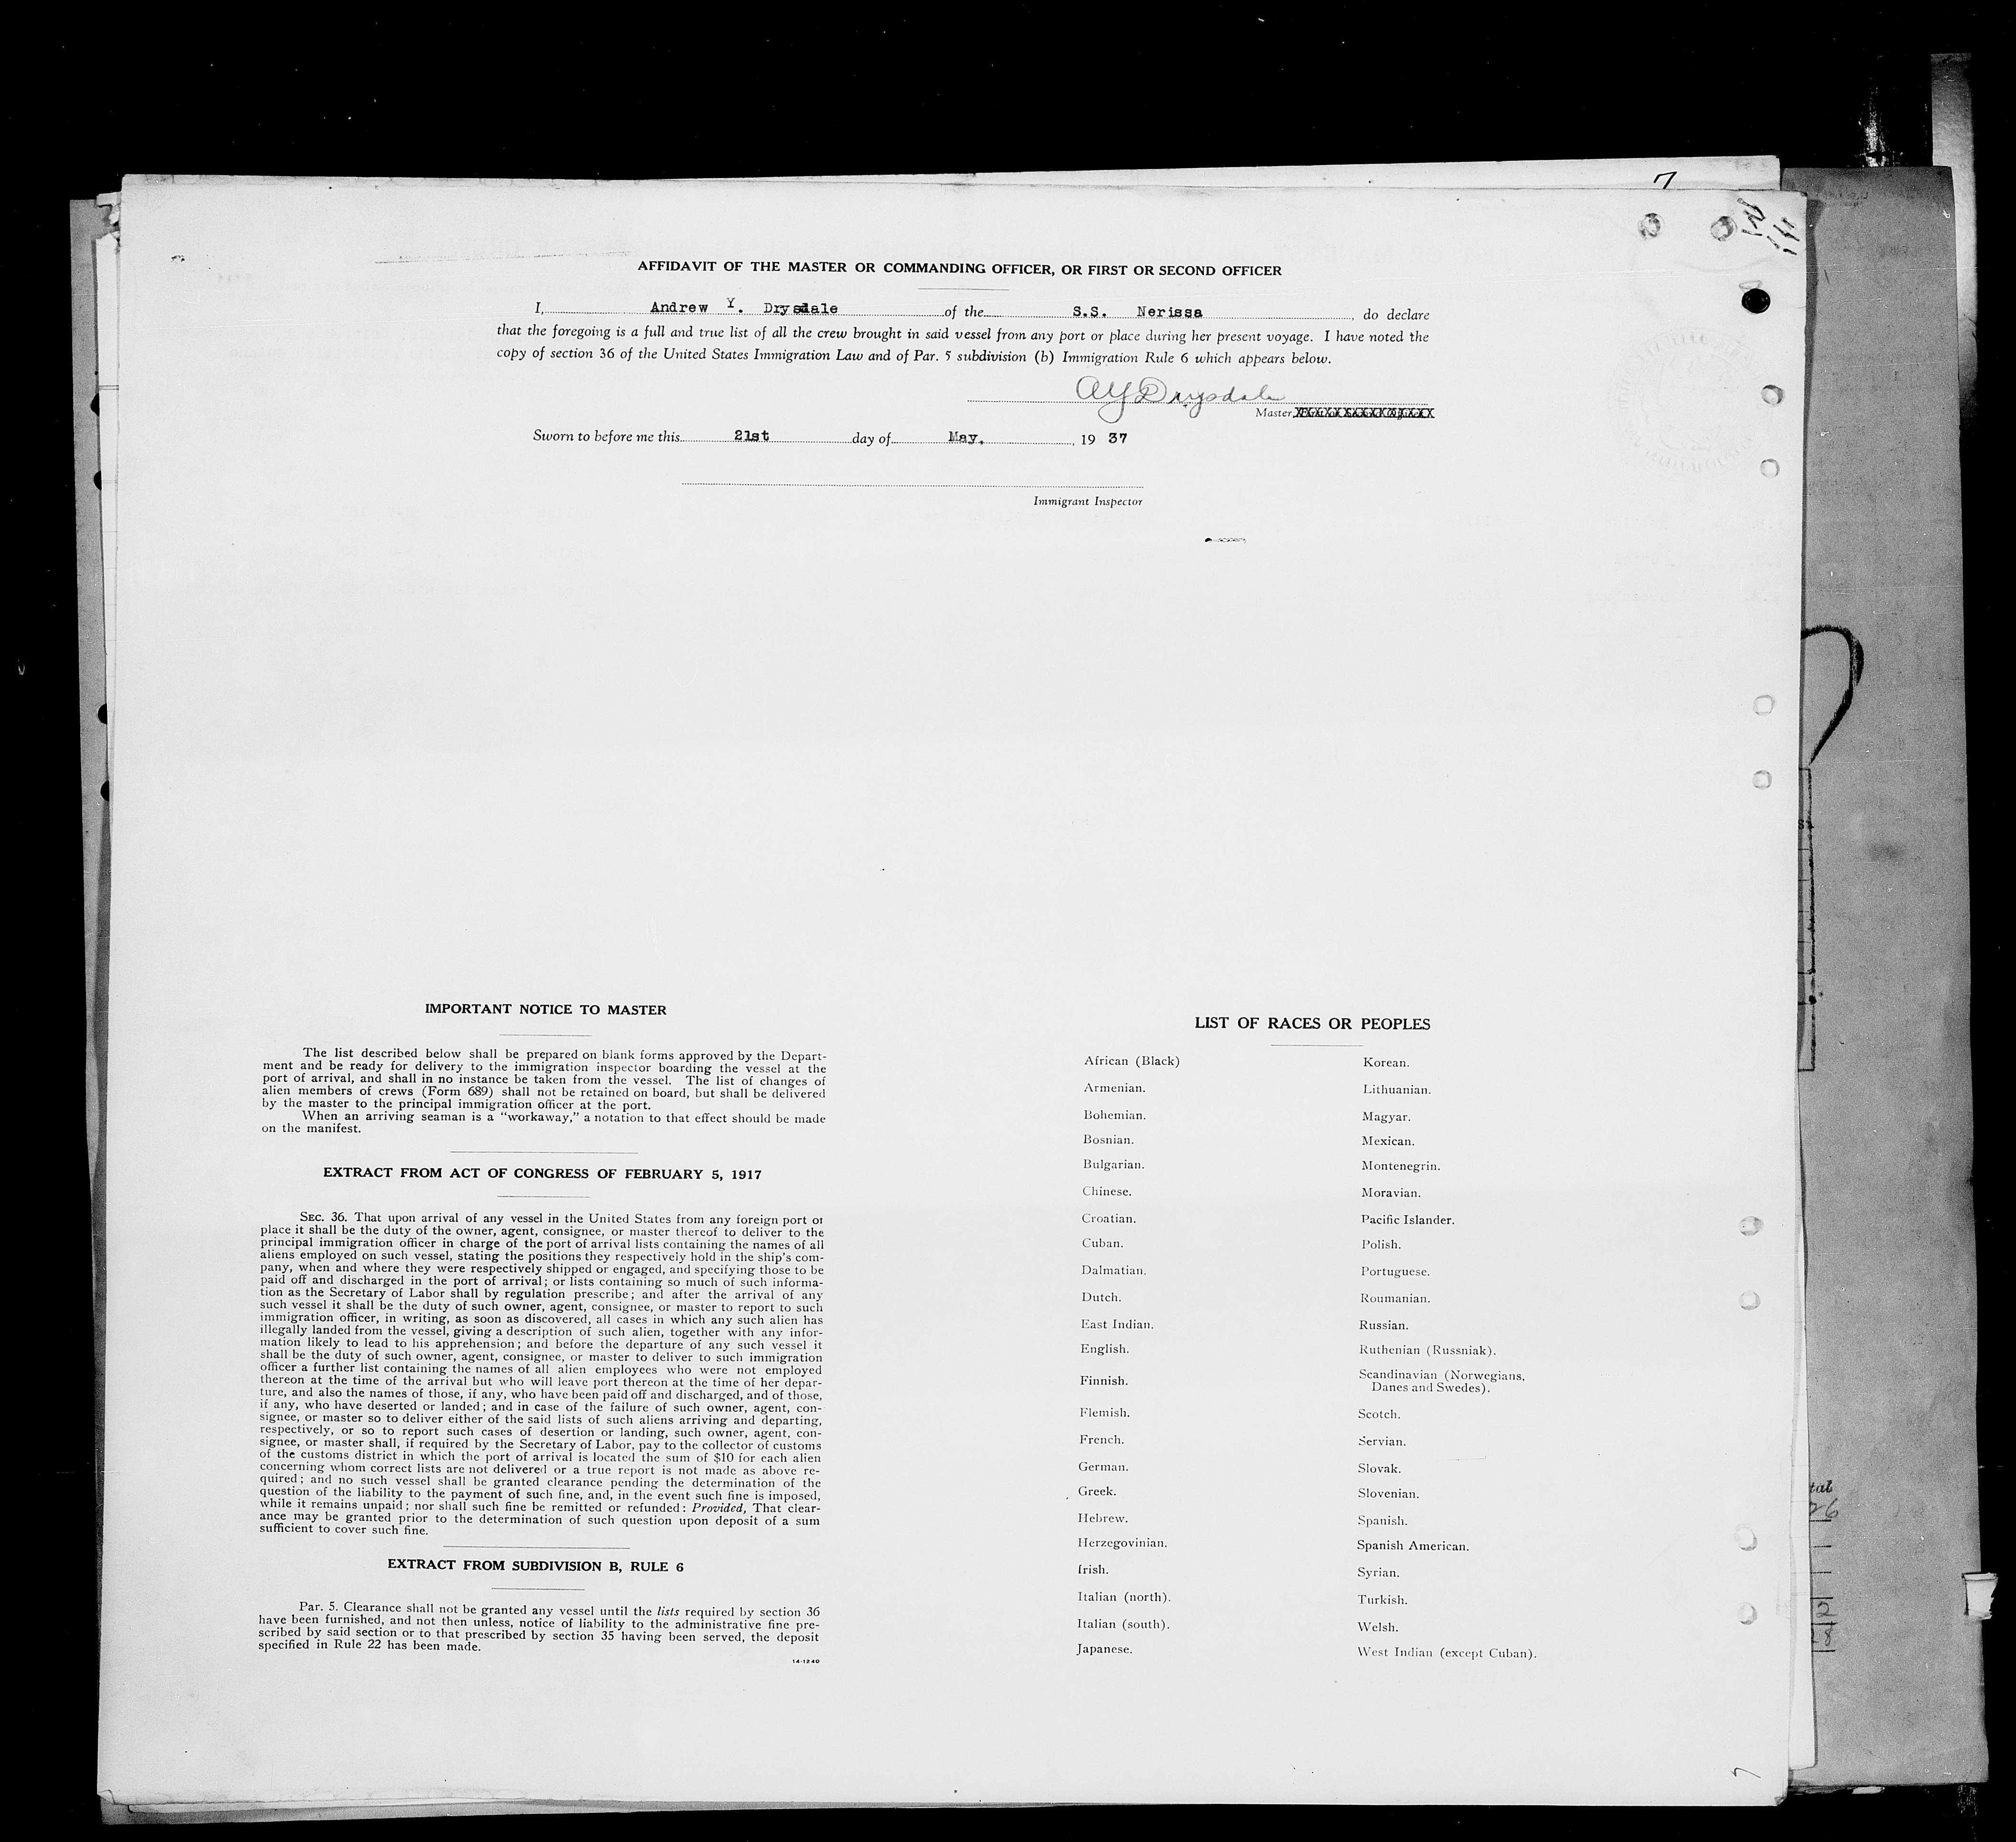 7
AFFIDAVIT OF THE MASTER OR COMMANDING OFFICER, OR FIRST OR SECOND OFFICER
I, Andrew Y. Drysdale of the S.S. Nerissa, do declare
that the foregoing is a full and true list of all the crew brought in said vessel from any port or place during her present voyage. I have noted the
copy of section 36 of the United States Immigration Law and of Par. 5 subdivision (b) Immigration Rule 6 which appears below.
AYDrysdale
Master,
Sworn to before me this 21st day of May., 19 37
Immigrant Inspector
IMPORTANT NOTICE TO MASTER
The list described below shall be prepared on blank forms approved by the Depart-
ment and be ready for delivery to the immigration inspector boarding the vessel at the
port of arrival, and shall in no instance be taken from the vessel. The list of changes of
alien members of crews (Form 689) shall not be retained on board, but shall be delivered
by the master to the principal immigration officer at the port.
When an arriving seaman is a "workaway," a notation to that effect should be made
on the manifest.
EXTRACT FROM ACT OF CONGRESS OF FEBRUARY 5, 1917
SEC. 36. That upon arrival of any vessel in the United States from any foreign port or
place it shall be the duty of the owner, agent, consignee, or master thereof to deliver to the
principal immigration officer in charge of the port of arrival lists containing the names of all
aliens employed on such vessel, stating the positions they respectively hold in the ship's com-
pany, when and where they were respectively shipped or engaged, and specifying those to be
paid off and discharged in the port of arrival; or lists containing so much of such informa-
tion as the Secretary of Labor shall by regulation prescribe; and after the arrival of any
such vessel it shall be the duty of such owner, agent, consignee, or master to report to such
immigration officer, in writing, as soon as discovered, all cases in which any such alien has
illegally landed from the vessel, giving a description of such alien, together with any infor-
mation likely to lead to his apprehension; and before the departure of any such vessel it
shall be the duty of such owner, agent, consignee, or master to deliver to such immigration
officer a further list containing the names of all alien employees who were not employed
thereon at the time of the arrival but who will leave port thereon at the time of her depar-
ture, and also the names of those, if any, who have been paid off and discharged, and of those,
if any, who have deserted or landed; and in case of the failure of such owner, agent, con-
signee, or master so to deliver either of the said lists of such aliens arriving and departing,
respectively, or so to report such cases of desertion or landing, such owner, agent, con-
signee, or master shall, if required by the Secretary of Labor, pay to the collector of customs
of the customs district in which the port of arrival is located the sum of $10 for each alien
concerning whom correct lists are not delivered or a true report is not made as above re-
quired; and no such vessel shall be granted clearance pending the determination of the
question of the liability to the payment of such fine, and, in the event such fine is imposed,
while it remains unpaid; nor shall such fine be remitted or refunded: Provided, That clear-
ance may be granted prior to the determination of such question upon deposit of a sum
sufficient to cover such fine.
EXTRACT FROM SUBDIVISION B, RULE 6
Par. 5. Clearance shall not be granted any vessel until the lists required by section 36
have been furnished, and not then unless, notice of liability to the administrative fine pre-
scribed by said section or to that prescribed by section 35 having been served, the deposit
specified in Rule 22 has been made.
14-1240
LIST OF RACES OR PEOPLES
African (Black)
Armenian.
Bohemian.
Bosnian.
Bulgarian.
Chinese.
Croatian.
Cuban.
Dalmatian.
Dutch.
East Indian.
English.
Finnish.
Flemish.
French.
German.
Greek.
Hebrew.
Herzegovinian.
Irish.
Italian (north).
Italian (south).
Japanese.
Korean.
Lithuanian.
Magyar.
Mexican.
Montenegrin.
Moravian.
Pacific Islander.
Polish.
Portuguese.
Roumanian.
Russian.
Ruthenian (Russniak).
Scandinavian (Norwegians,
Danes and Swedes).
Scotch.
Servian.
Slovak.
Slovenian.
Spanish.
Spanish American.
Syrian.
Turkish.
Welsh.
West Indian (except Cuban).
7